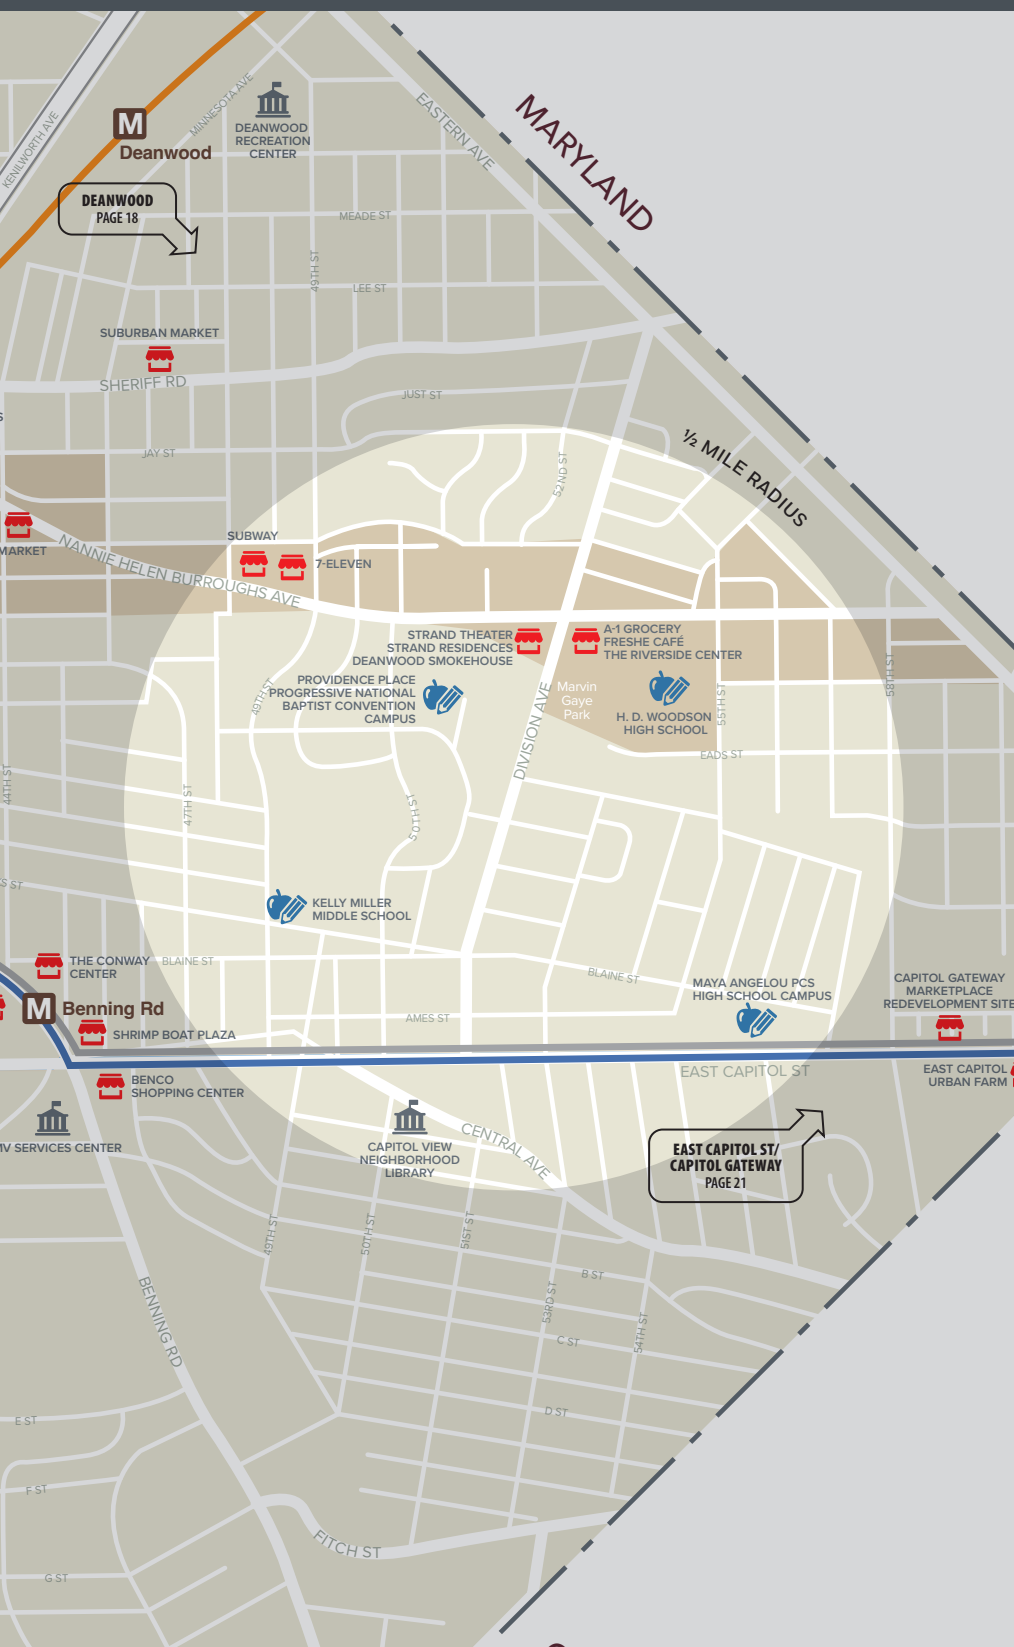 MARYLAND
EASTERN AVE
KENILWORTH AVE
MINNESOTA AVE
M
Deanwood
DEANWOOD
RECREATION
CENTER
DEANWOOD
PAGE 18
MEADE ST
49TH ST
LEE ST
SUBURBAN MARKET
SHERIFF RD
JUST ST
½ MILE RADIUS
JAY ST
52ND ST
MARKET
NANNIE HELEN BURROUGHS AVE
SUBWAY
7-ELEVEN
STRAND THEATER
STRAND RESIDENCES
DEANWOOD SMOKEHOUSE
A-1 GROCERY
FRESHE CAFÉ
THE RIVERSIDE CENTER
PROVIDENCE PLACE
PROGRESSIVE NATIONAL
BAPTIST CONVENTION
CAMPUS
49TH ST
Marvin
Gaye
Park
H. D. WOODSON
HIGH SCHOOL
55TH ST
58TH ST
DIVISION AVE
EADS ST
44TH ST
47TH ST
50TH ST
S ST
KELLY MILLER
MIDDLE SCHOOL
THE CONWAY
CENTER
BLAINE ST
BLAINE ST
MAYA ANGELOU PCS
HIGH SCHOOL CAMPUS
CAPITOL GATEWAY
MARKETPLACE
REDEVELOPMENT SITE
M
Benning Rd
SHRIMP BOAT PLAZA
AMES ST
EAST CAPITOL ST
EAST CAPITOL
URBAN FARM
BENCO
SHOPPING CENTER
MV SERVICES CENTER
CAPITOL VIEW
NEIGHBORHOOD
LIBRARY
CENTRAL AVE
EAST CAPITOL ST/
CAPITOL GATEWAY
PAGE 21
49TH ST
50TH ST
51ST ST
B ST
53RD ST
54TH ST
C ST
BENNING RD
D ST
E ST
F ST
FITCH ST
G ST